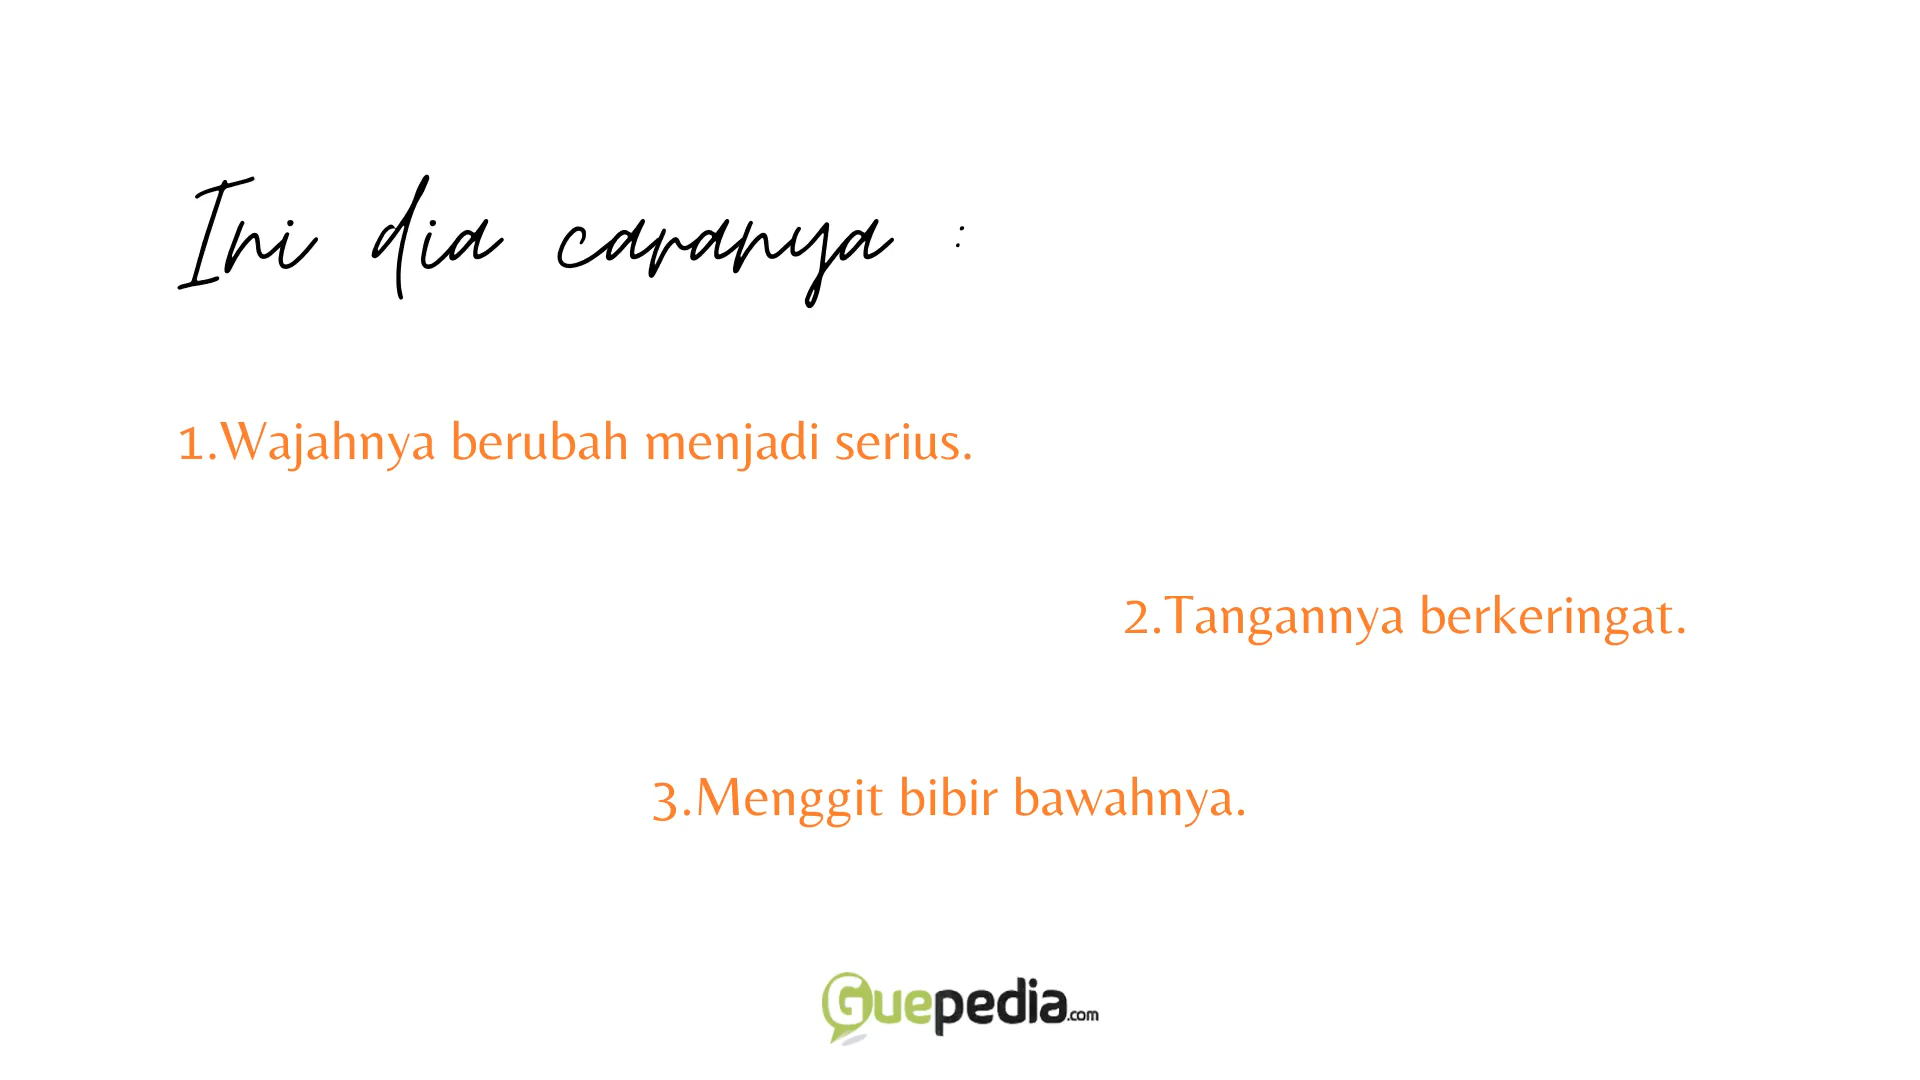 Ini dia caranya :
1.Wajahnya berubah menjadi serius.
2.Tangannya berkeringat.
3.Menggit bibir bawahnya.
Guepedia.com